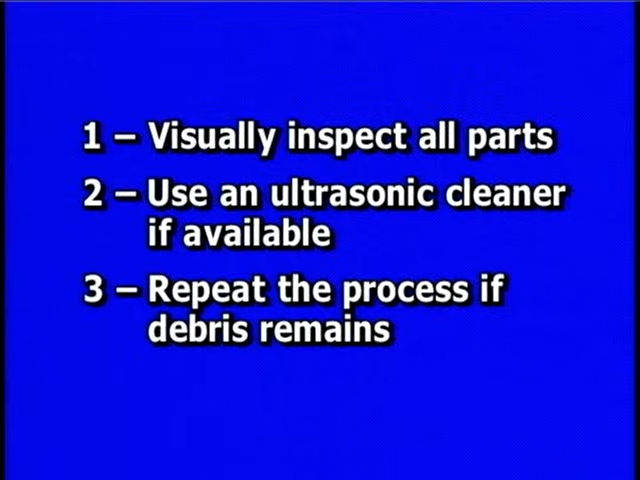 1 – Visually inspect all parts
2 – Use an ultrasonic cleaner
if available
3 – Repeat the process if
debris remains